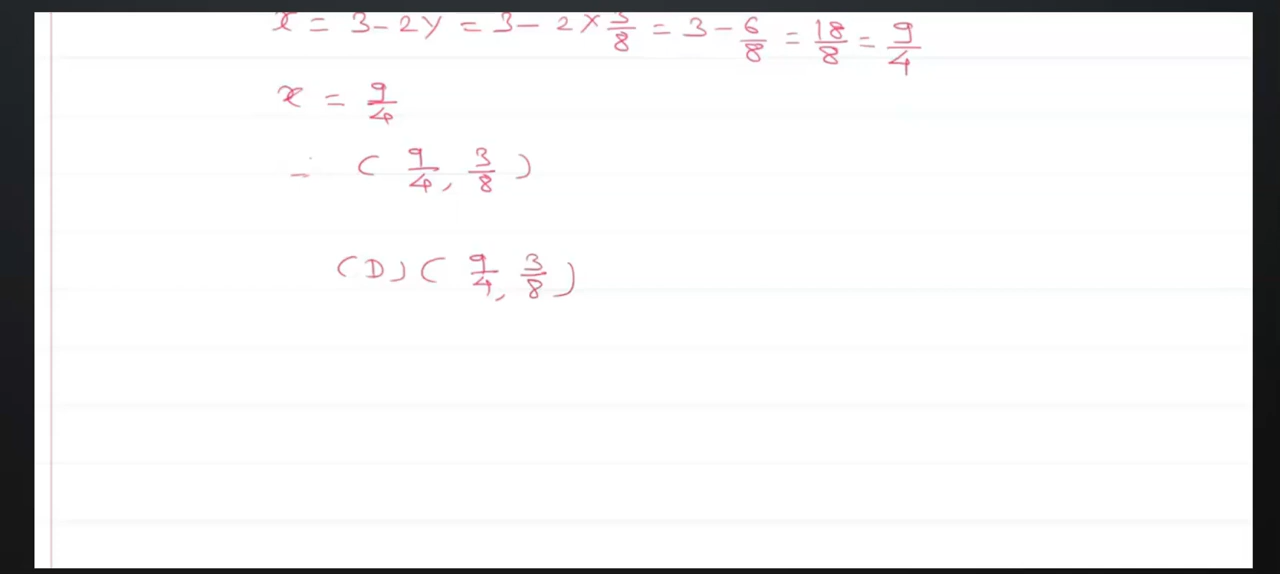 x = 3 - 2y = 3 - 2 × 3/8 = 3 - 6/8 = 18/8 = 9/4
x = 9/4
∴ ( 9/4, 3/8 )
(D) ( 9/4, 3/8 )